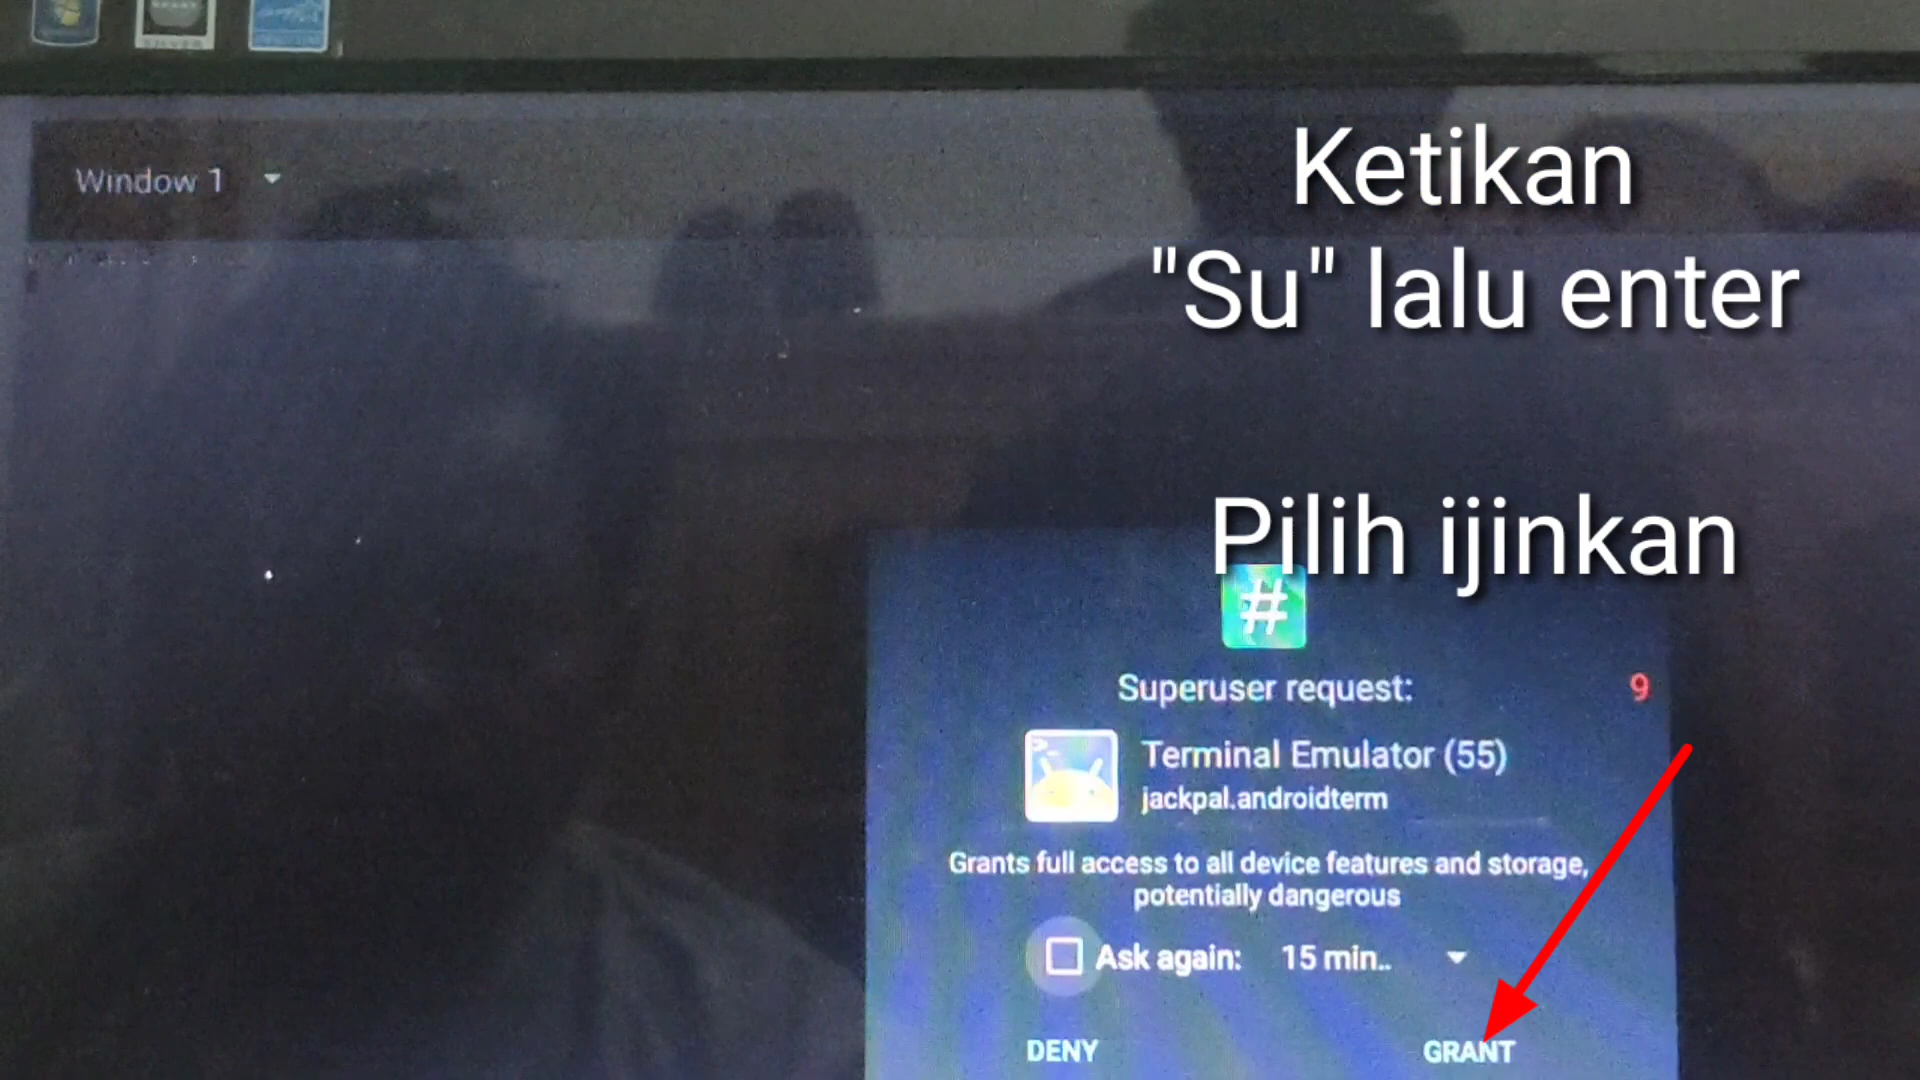 Window 1
Ketikan
"Su" lalu enter
Pilih ijinkan
#
Superuser request:
9
Terminal Emulator (55)
jackpal.androidterm
Grants full access to all device features and storage,
potentially dangerous
Ask again: 15 min..
DENY
GRANT